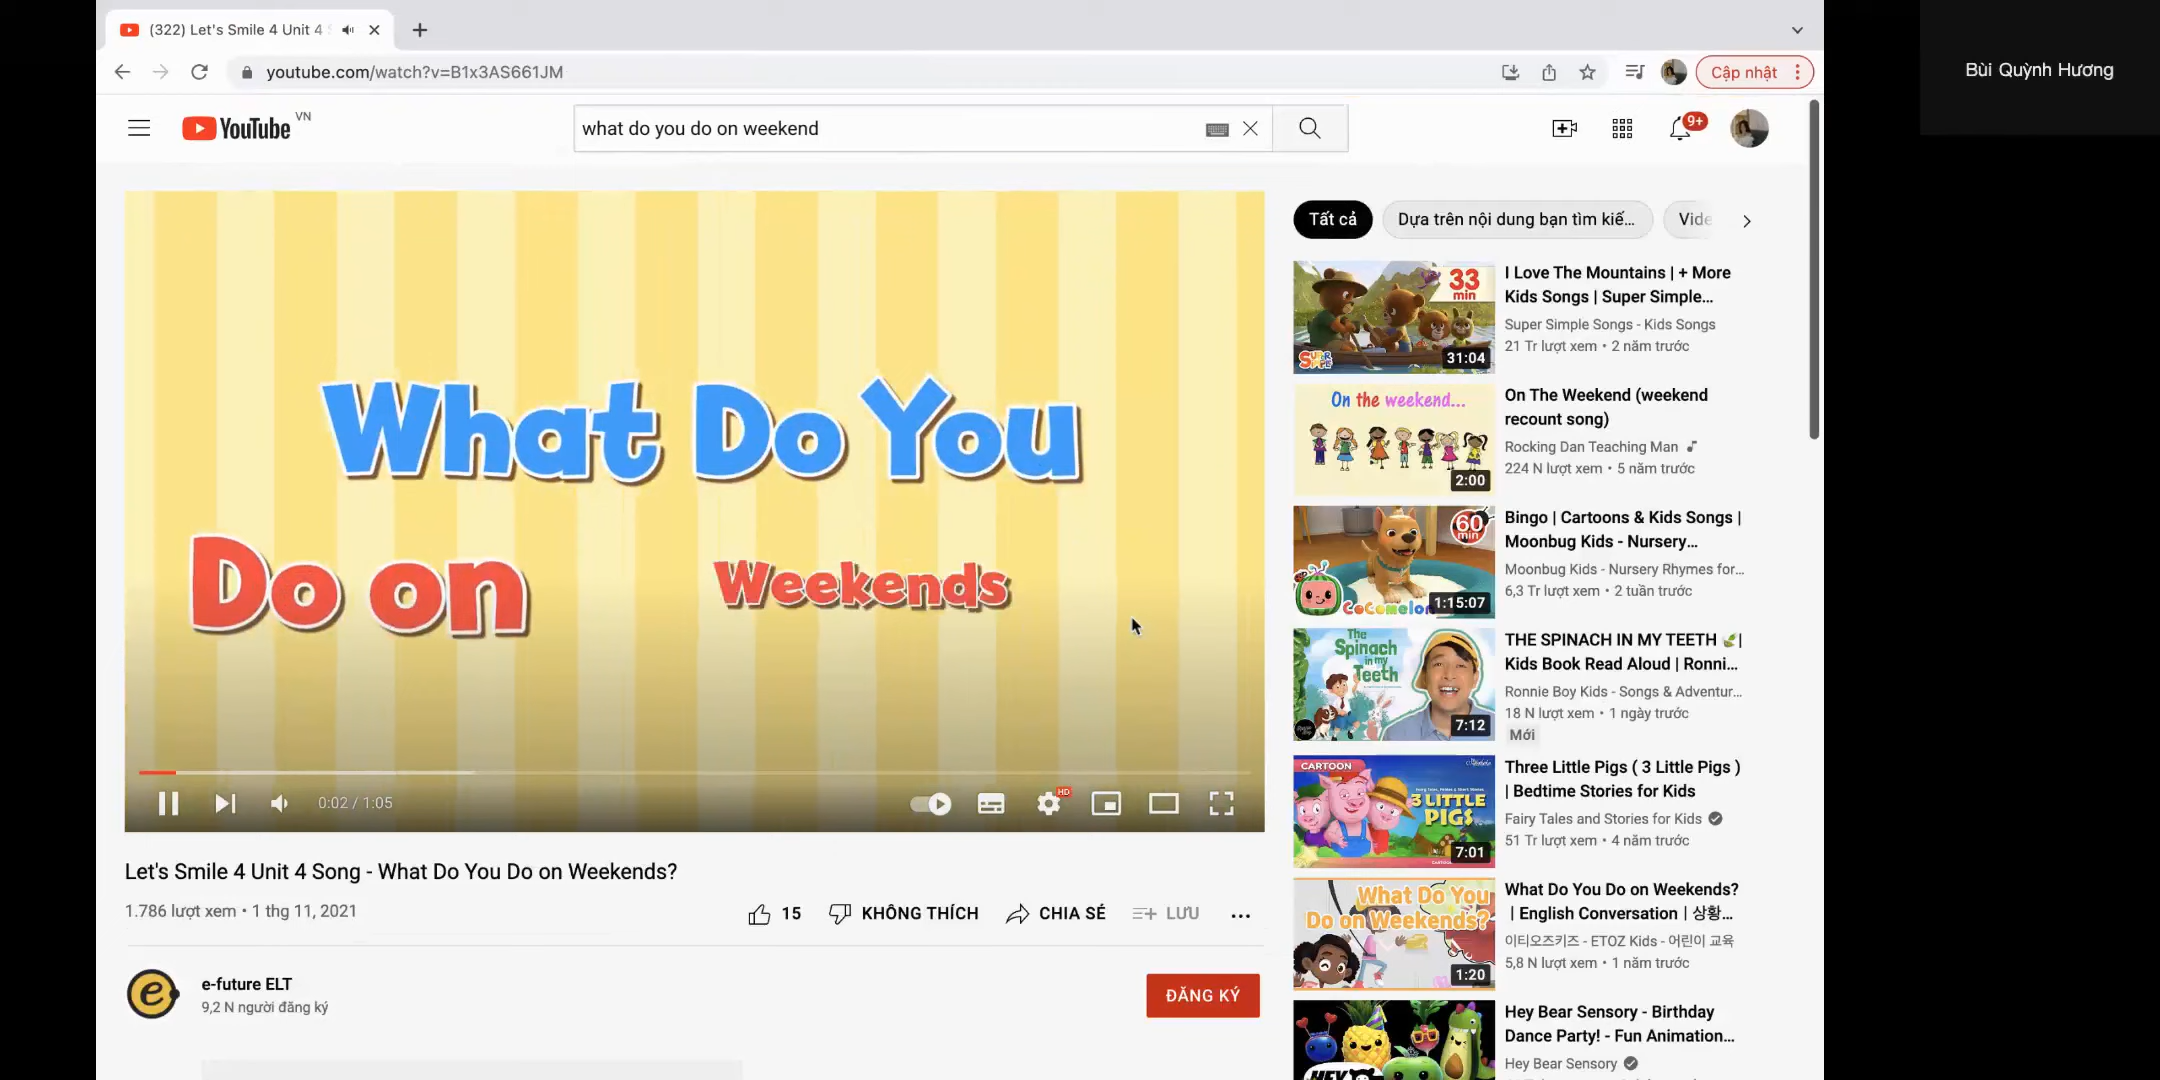 (322) Let's Smile 4 Unit 4
youtube.com/watch?v=B1x3AS661JM
Cập nhật
Bùi Quỳnh Hương
YouTube VN
what do you do on weekend
9+
What Do You
Do on Weekends
0:02 / 1:05
HD
Let's Smile 4 Unit 4 Song - What Do You Do on Weekends?
1.786 lượt xem • 1 thg 11, 2021
15 KHÔNG THÍCH CHIA SẺ LƯU
e-future ELT
9,2 N người đăng ký
ĐĂNG KÝ
Tất cả
Dựa trên nội dung bạn tìm kiế...
Vide
33
min
SUPER
SIMPLE
31:04
I Love The Mountains | + More
Kids Songs | Super Simple...
Super Simple Songs - Kids Songs
21 Tr lượt xem • 2 năm trước
On the weekend...
2:00
On The Weekend (weekend
recount song)
Rocking Dan Teaching Man
224 N lượt xem • 5 năm trước
60
min
CoComelon
1:15:07
Bingo | Cartoons & Kids Songs |
Moonbug Kids - Nursery...
Moonbug Kids - Nursery Rhymes for...
6,3 Tr lượt xem • 2 tuần trước
The
Spinach
in my
Teeth
7:12
THE SPINACH IN MY TEETH 🍃|
Kids Book Read Aloud | Ronni...
Ronnie Boy Kids - Songs & Adventur...
18 N lượt xem • 1 ngày trước
Mới
CARTOON
3 LITTLE
PIGS
7:01
Three Little Pigs ( 3 Little Pigs )
| Bedtime Stories for Kids
Fairy Tales and Stories for Kids
51 Tr lượt xem • 4 năm trước
What Do You
Do on Weekends?
1:20
What Do You Do on Weekends?
| English Conversation | 상황...
이티오즈키즈 - ETOZ Kids - 어린이 교육
5,8 N lượt xem • 1 năm trước
HEY
Hey Bear Sensory - Birthday
Dance Party! - Fun Animation...
Hey Bear Sensory